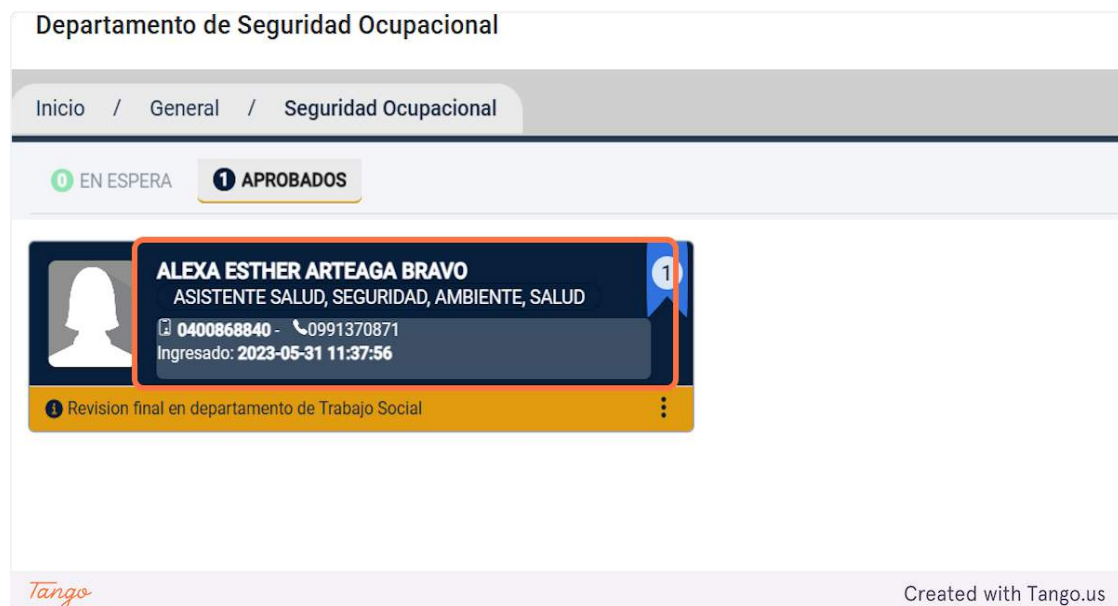 Departamento de Seguridad Ocupacional
Inicio / General / Seguridad Ocupacional
0 EN ESPERA 1 APROBADOS
ALEXA ESTHER ARTEAGA BRAVO 1
ASISTENTE SALUD, SEGURIDAD, AMBIENTE, SALUD
0400868840 - 0991370871
Ingresado: 2023-05-31 11:37:56
Revision final en departamento de Trabajo Social
Tango Created with Tango.us